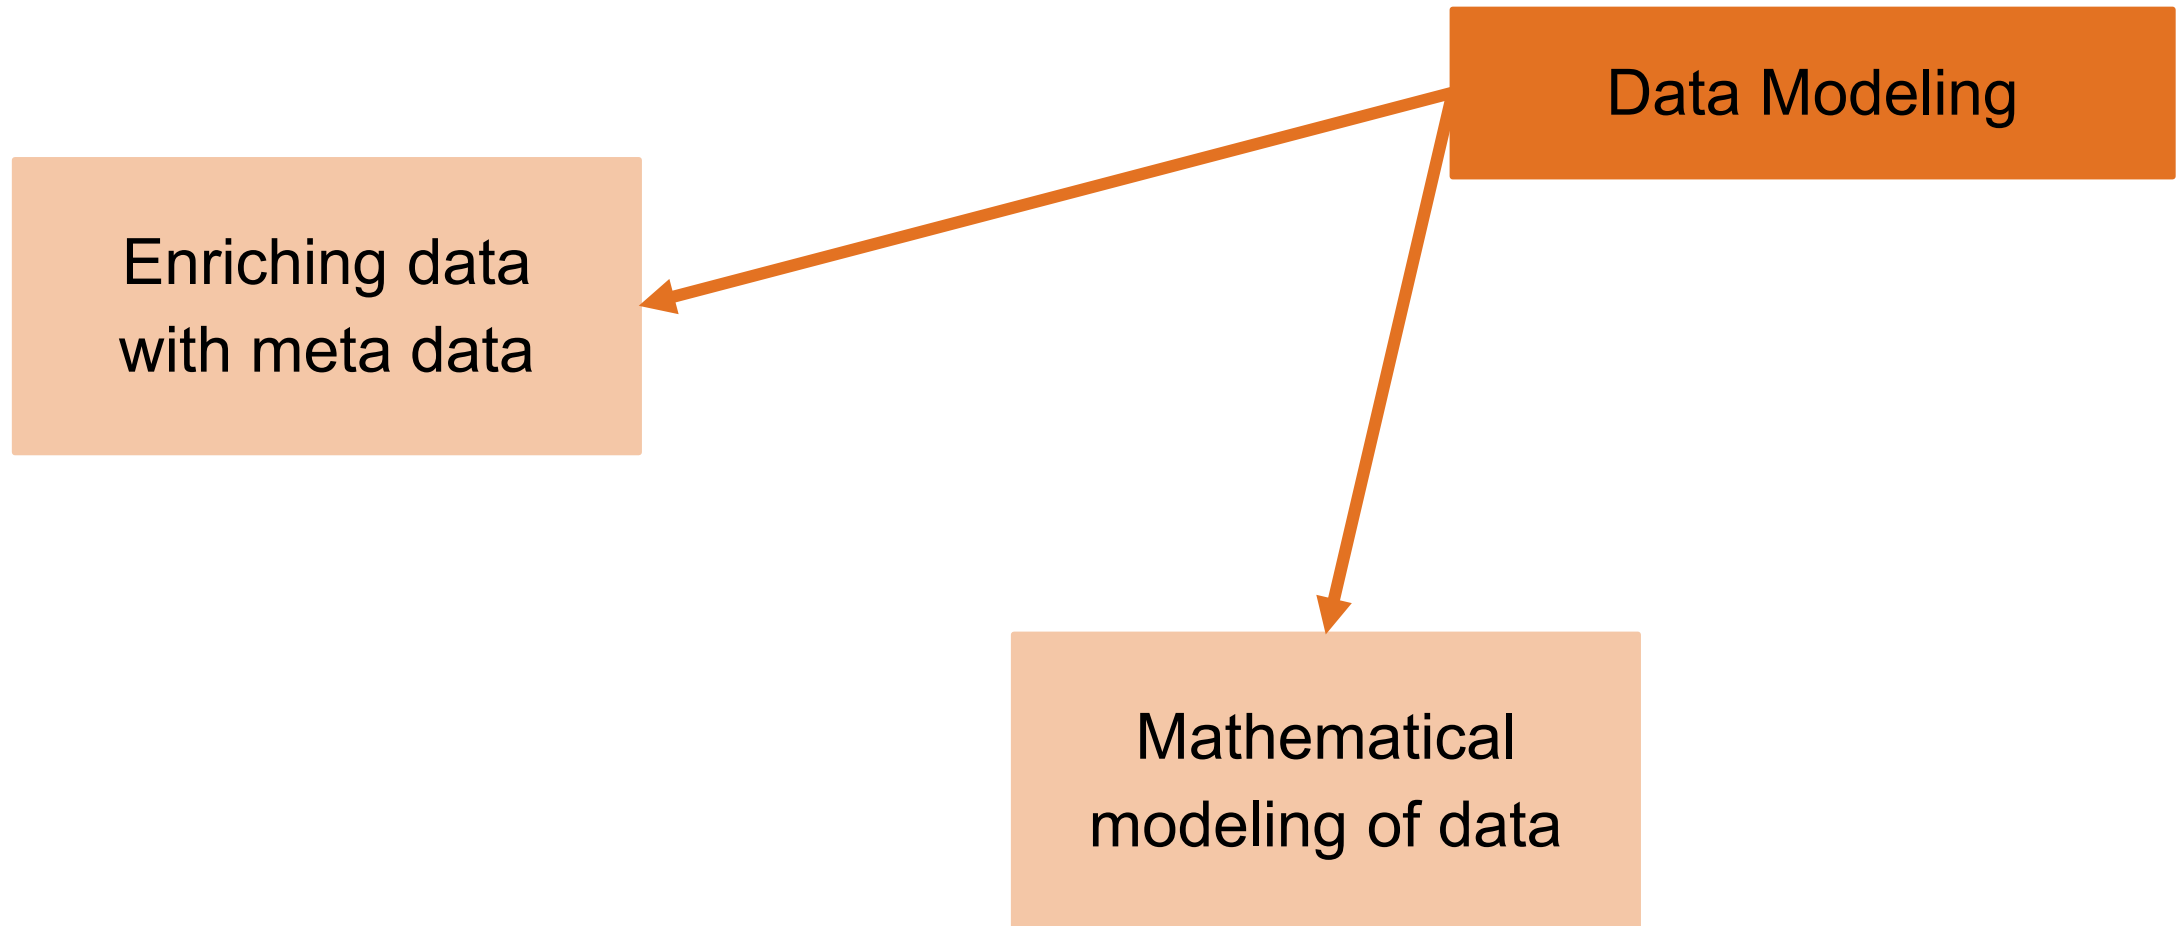 Data Modeling
Enriching data
with meta data
Mathematical
modeling of data